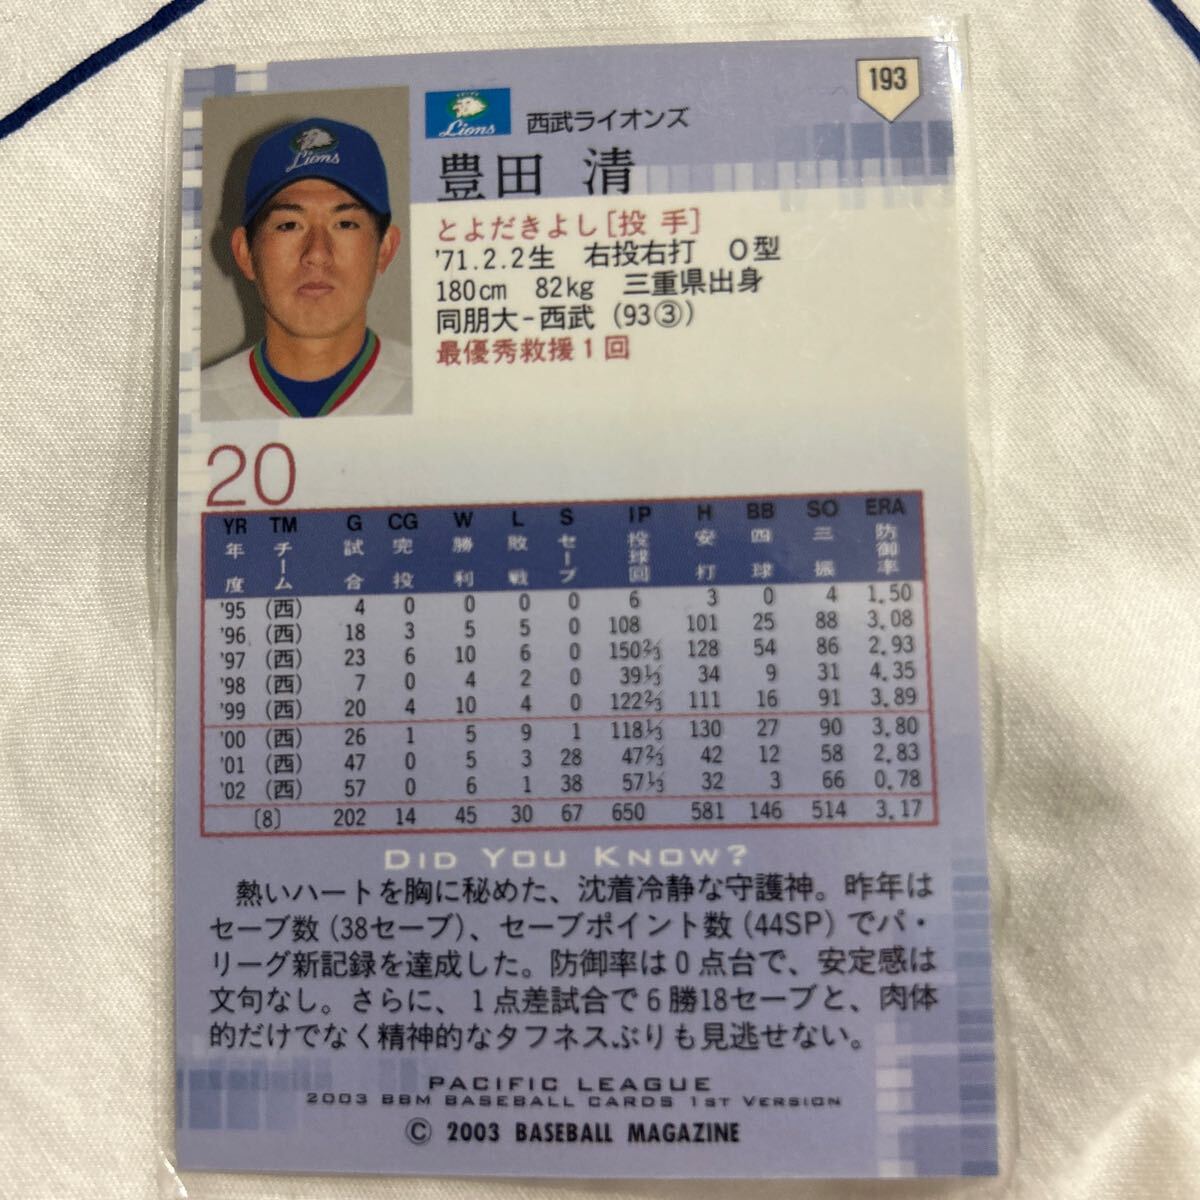 193
Lions
西武ライオンズ
豊田 清
Lions
とよだきよし[投 手]
'71.2.2生 右投右打 O型
180cm 82kg 三重県出身
同朋大-西武 (93③)
最優秀救援1回
20
YR TM G CG W L S IP H BB SO ERA
年度 チーム 試合 完投 勝利 敗戦 セーブ 投球回 安打 四球 三振 防御率
'95 (西) 4 0 0 0 0 6 3 0 4 1.50
'96 (西) 18 3 5 5 0 108 101 25 88 3.08
'97 (西) 23 6 10 6 0 150⅔ 128 54 86 2.93
'98 (西) 7 0 4 2 0 39⅓ 34 9 31 4.35
'99 (西) 20 4 10 4 0 122⅔ 111 16 91 3.89
'00 (西) 26 1 5 9 1 118⅓ 130 27 90 3.80
'01 (西) 47 0 5 3 28 47⅔ 42 12 58 2.83
'02 (西) 57 0 6 1 38 57⅓ 32 3 66 0.78
〔8〕 202 14 45 30 67 650 581 146 514 3.17
DID YOU KNOW?
熱いハートを胸に秘めた、沈着冷静な守護神。昨年は
セーブ数(38セーブ)、セーブポイント数(44SP)でパ・
リーグ新記録を達成した。防御率は0点台で、安定感は
文句なし。さらに、1点差試合で6勝18セーブと、肉体
的だけでなく精神的なタフネスぶりも見逃せない。
PACIFIC LEAGUE
2003 BBM BASEBALL CARDS 1ST VERSION
© 2003 BASEBALL MAGAZINE